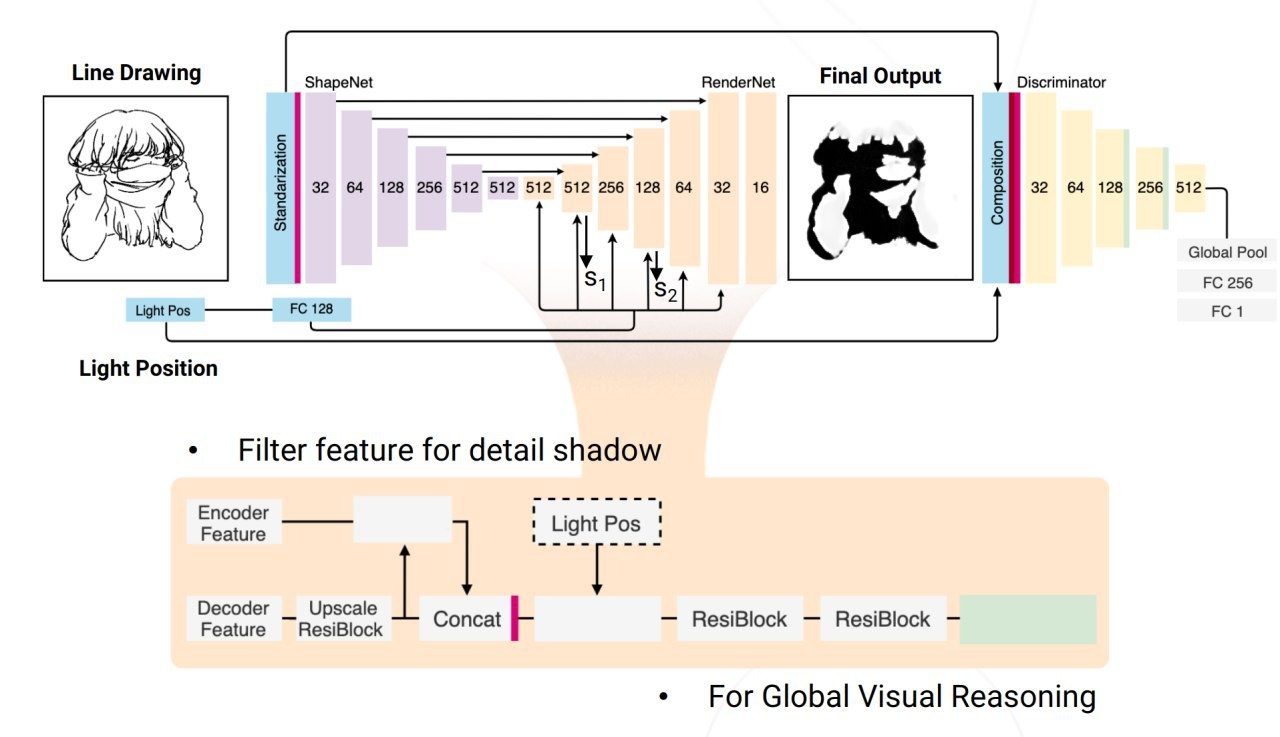 Line Drawing
ShapeNet
RenderNet
Final Output
Discriminator
Standarization
32
64
128
256
512
512
512
512
256
128
64
32
16
Composition
32
64
128
256
512
S1
S2
Global Pool
FC 256
FC 1
Light Pos
FC 128
Light Position
• Filter feature for detail shadow
Encoder
Feature
Light Pos
Decoder
Feature
Upscale
ResiBlock
Concat
ResiBlock
ResiBlock
• For Global Visual Reasoning